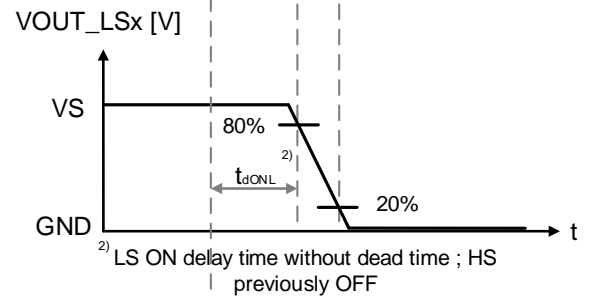 VOUT_LSx [V]
VS
80%
2)
tdONL
20%
GND
t
2) LS ON delay time without dead time ; HS
previously OFF